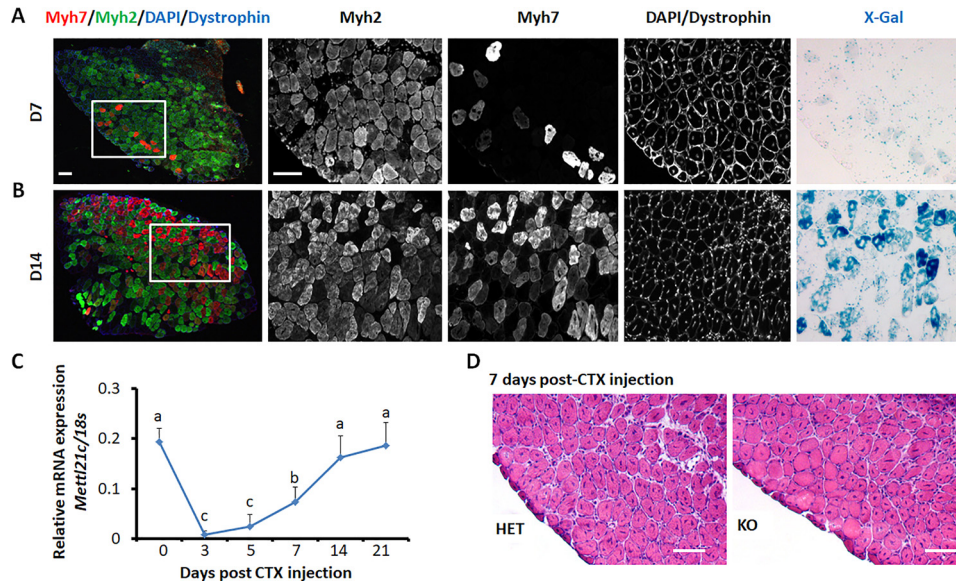 A
Myh7/Myh2/DAPI/Dystrophin
Myh2
Myh7
DAPI/Dystrophin
X-Gal
D7
B
D14
C
Relative mRNA expression
Mettl21c/18s
0.3
0.2
0.1
0
a
c
c
b
a
a
0
3
5
7
14
21
Days post CTX injection
D
7 days post-CTX injection
HET
KO